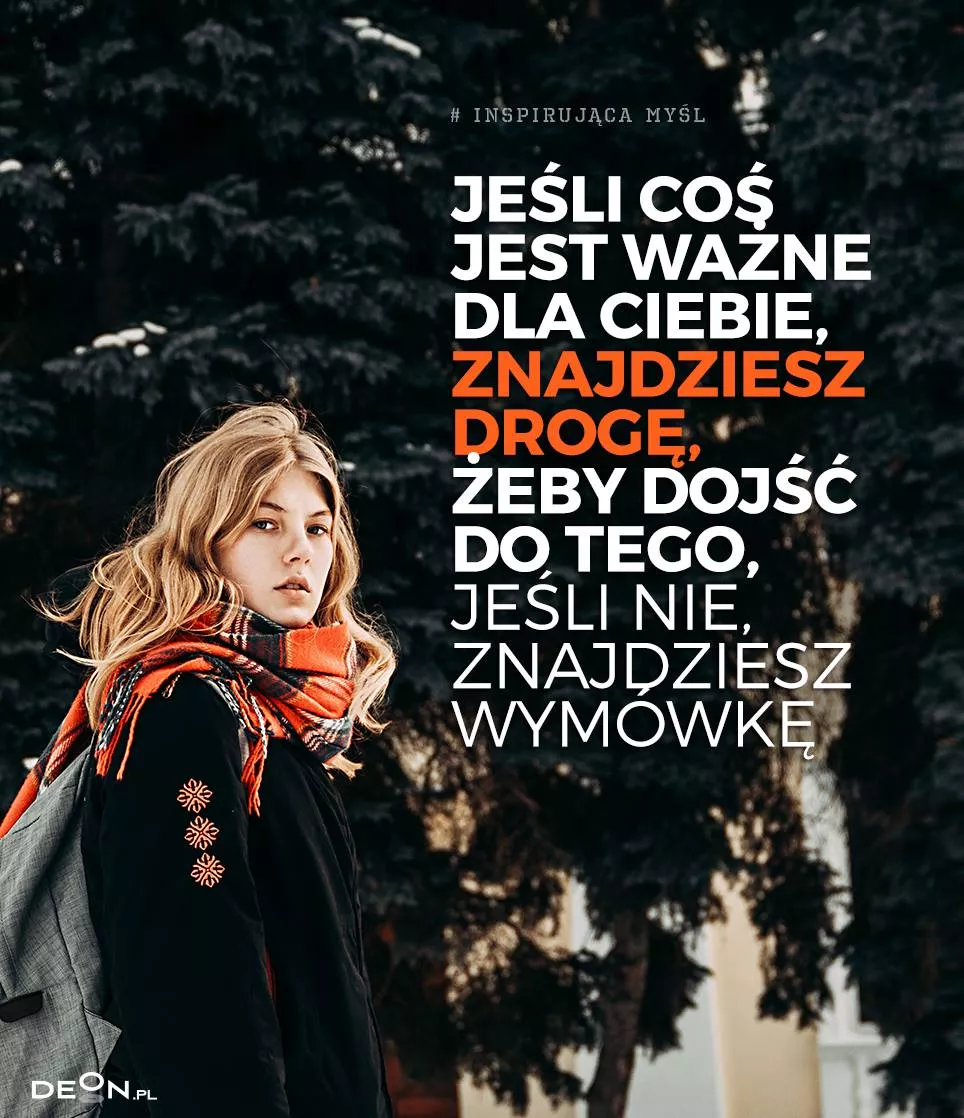 # INSPIRUJĄCA MYŚL
JEŚLI COŚ
JEST WAŻNE
DLA CIEBIE,
ZNAJDZIESZ
DROGĘ,
ŻEBY DOJŚĆ
DO TEGO,
JEŚLI NIE,
ZNAJDZIESZ
WYMÓWKĘ
DEON.PL